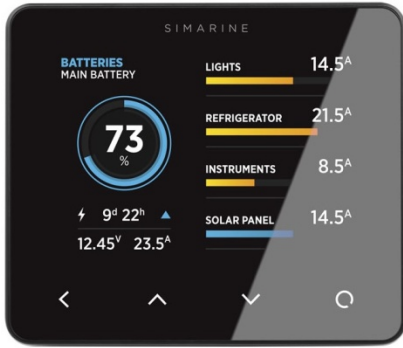 SIMARINE
BATTERIES
MAIN BATTERY
73
%
9d 22h
12.45V 23.5A
LIGHTS 14.5A
REFRIGERATOR 21.5A
INSTRUMENTS 8.5A
SOLAR PANEL 14.5A